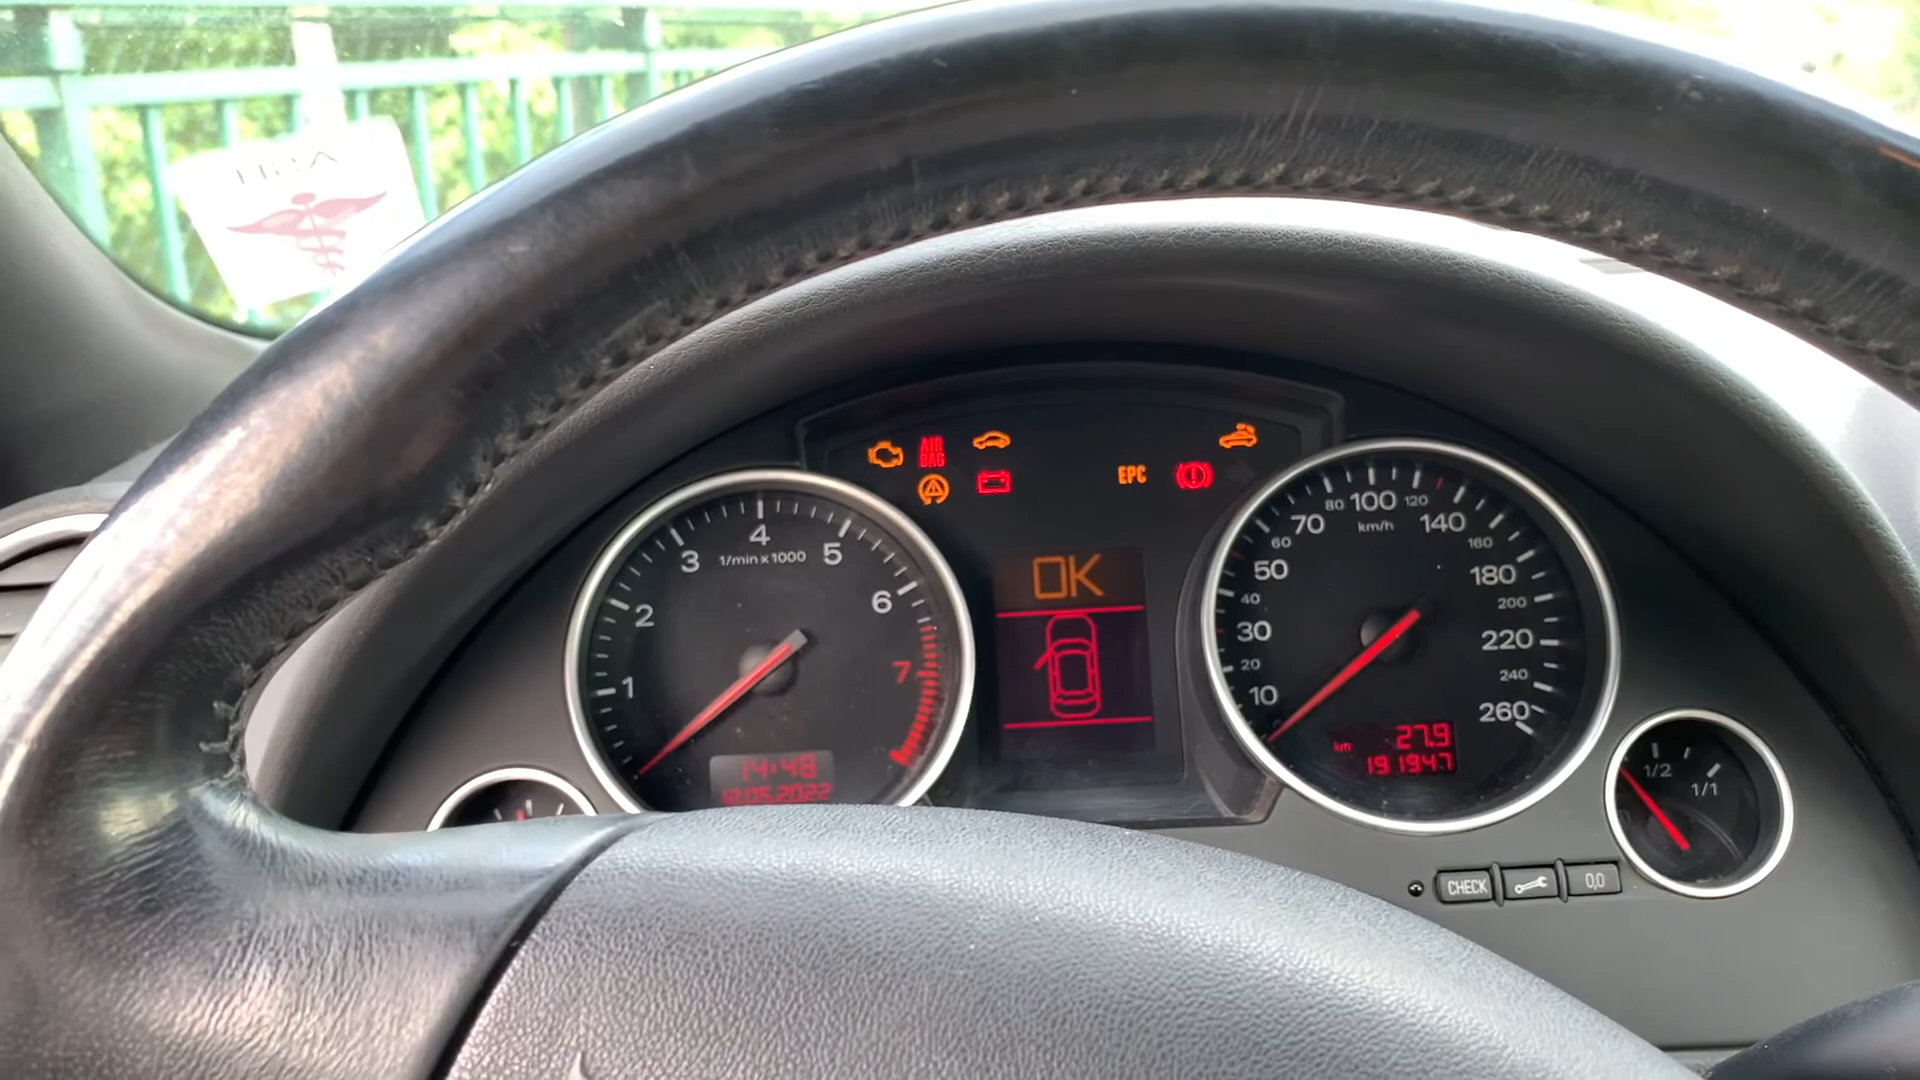 AIR
BAG
EPC
OK
1 2 3 4 5 6 7
1/min x 1000
14:48
12.05.2022
10 20 30 40 50 60 70 80 100 120 140 160 180 200 220 240 260
km/h
km 27.9
191947
1/2 1/1
CHECK 0,0